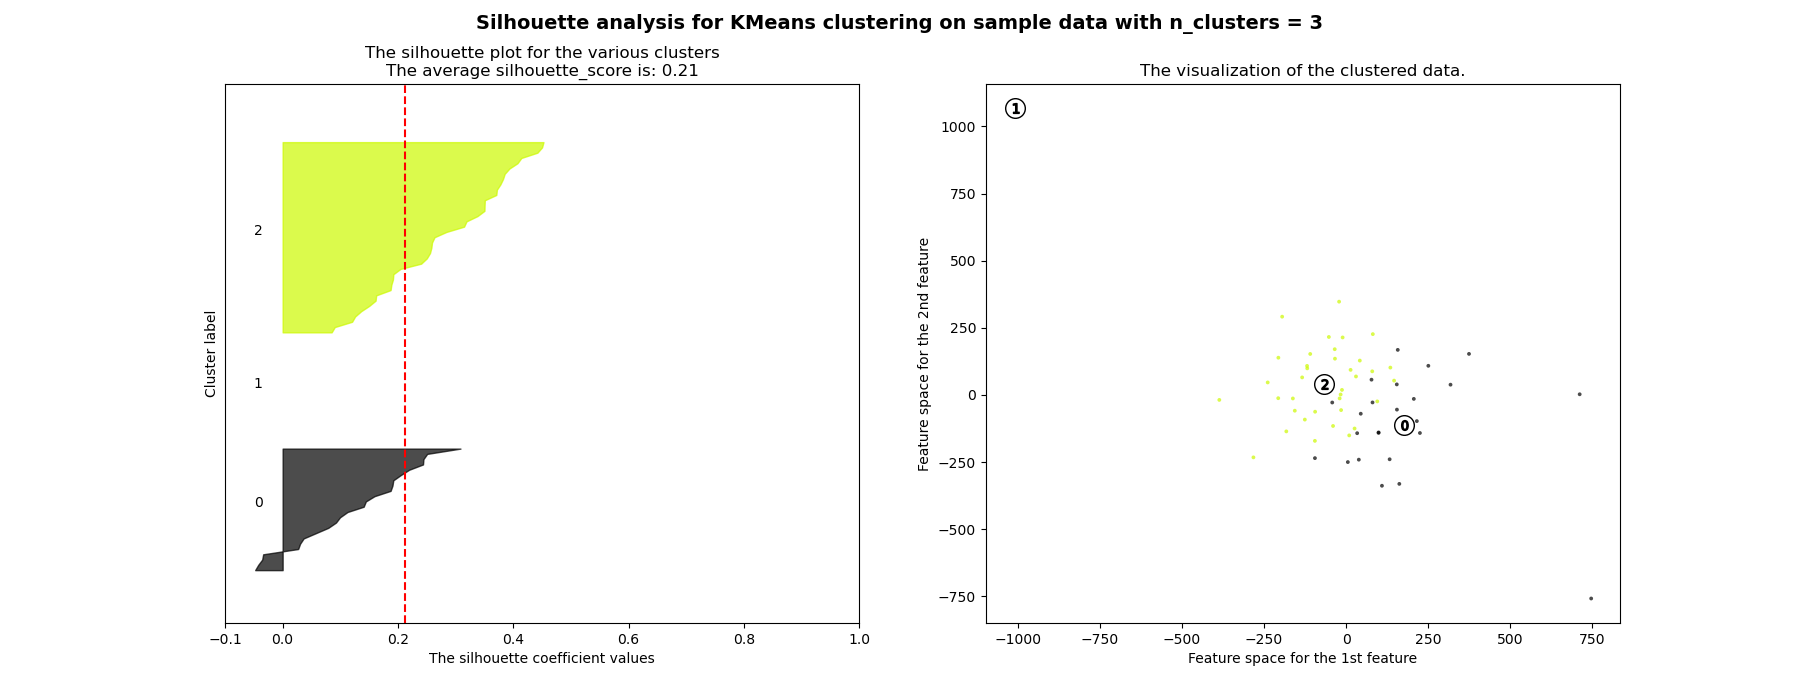 Silhouette analysis for KMeans clustering on sample data with n_clusters = 3
The silhouette plot for the various clusters
The average silhouette_score is: 0.21
2
1
0
Cluster label
−0.1 0.0 0.2 0.4 0.6 0.8 1.0
The silhouette coefficient values
The visualization of the clustered data.
1
2
0
1000
750
500
250
0
−250
−500
−750
Feature space for the 2nd feature
−1000 −750 −500 −250 0 250 500 750
Feature space for the 1st feature